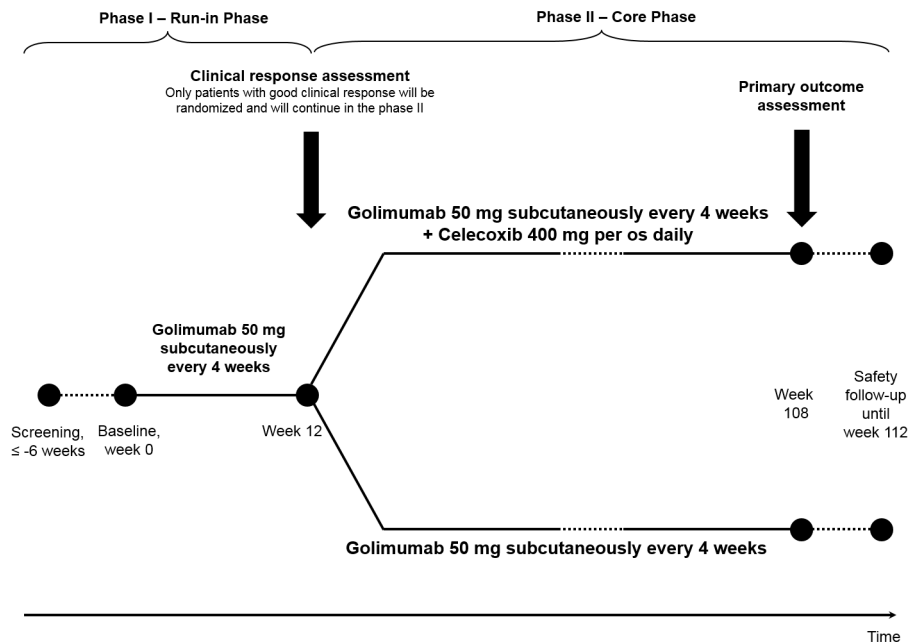 Phase I – Run-in Phase
Phase II – Core Phase
Clinical response assessment
Only patients with good clinical response will be
randomized and will continue in the phase II
Primary outcome
assessment
Golimumab 50 mg subcutaneously every 4 weeks
+ Celecoxib 400 mg per os daily
Golimumab 50 mg
subcutaneously
every 4 weeks
Screening,
≤ -6 weeks
Baseline,
week 0
Week 12
Week
108
Safety
follow-up
until
week 112
Golimumab 50 mg subcutaneously every 4 weeks
Time